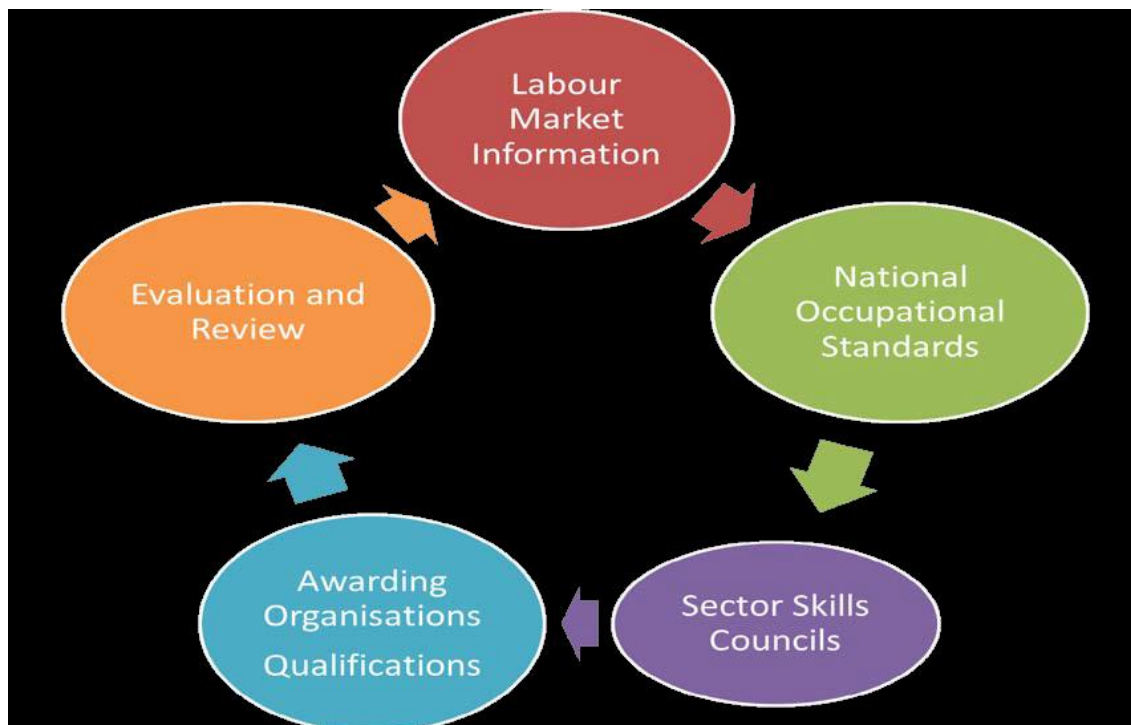 Labour
Market
Information
National
Occupational
Standards
Sector Skills
Councils
Awarding
Organisations
Qualifications
Evaluation and
Review